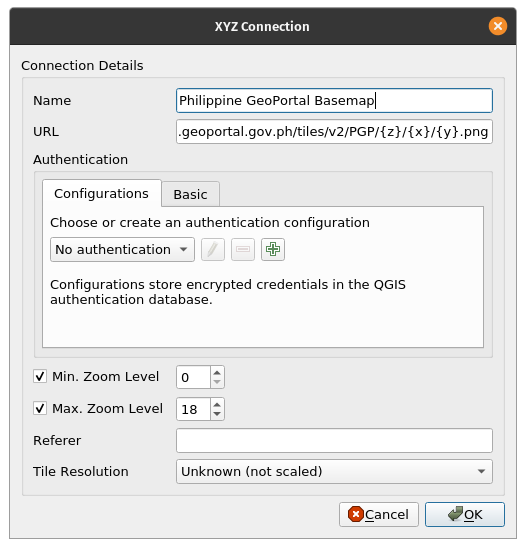 XYZ Connection
Connection Details
Name
Philippine GeoPortal Basemap
URL
.geoportal.gov.ph/tiles/v2/PGP/{z}/{x}/{y}.png
Authentication
Configurations
Basic
Choose or create an authentication configuration
No authentication
Configurations store encrypted credentials in the QGIS
authentication database.
Min. Zoom Level
0
Max. Zoom Level
18
Referer
Tile Resolution
Unknown (not scaled)
Cancel
OK